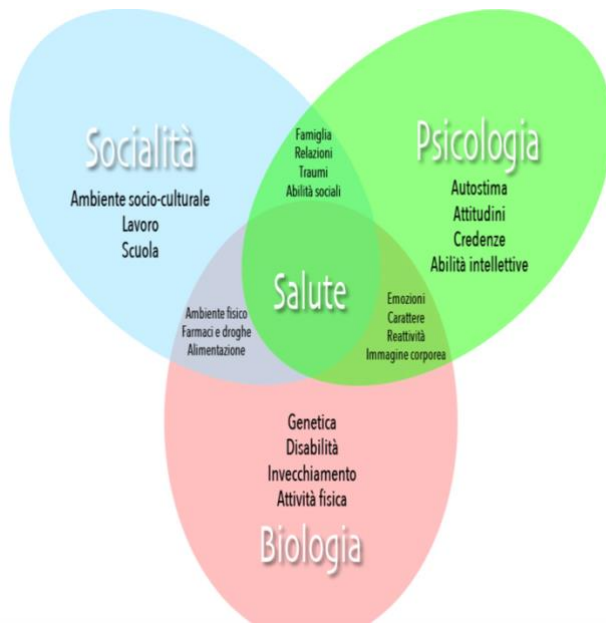 Socialità
Ambiente socio-culturale
Lavoro
Scuola
Famiglia
Relazioni
Traumi
Abilità sociali
Psicologia
Autostima
Attitudini
Credenze
Abilità intellettive
Salute
Ambiente fisico
Farmaci e droghe
Alimentazione
Emozioni
Carattere
Reattività
Immagine corporea
Genetica
Disabilità
Invecchiamento
Attività fisica
Biologia